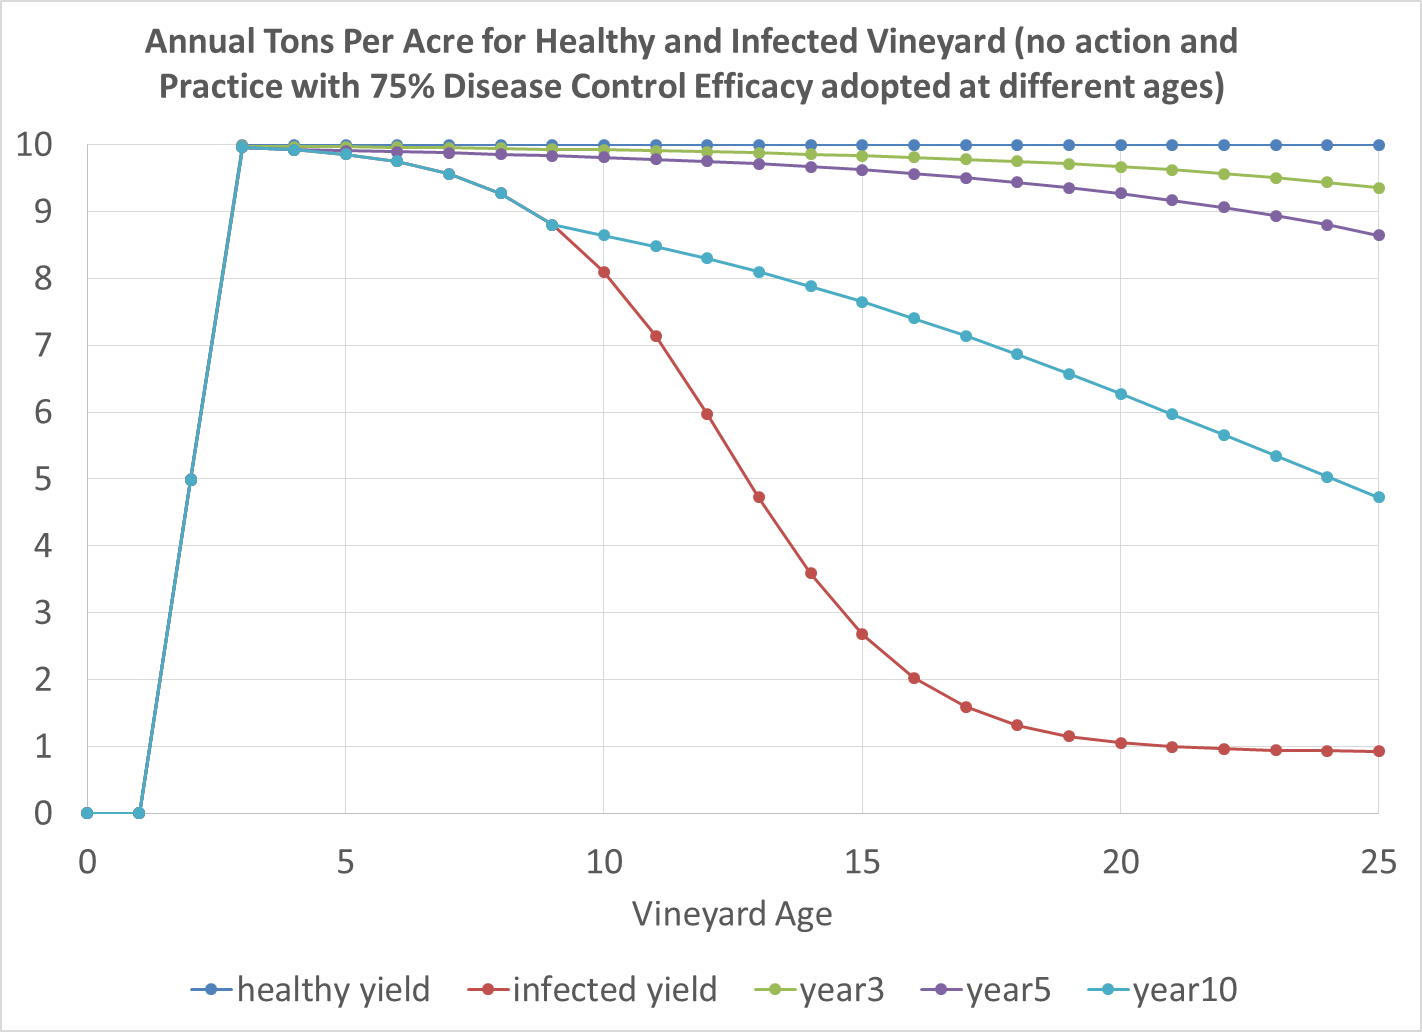 Annual Tons Per Acre for Healthy and Infected Vineyard (no action and
Practice with 75% Disease Control Efficacy adopted at different ages)
10
9
8
7
6
5
4
3
2
1
0
0 5 10 15 20 25
Vineyard Age
healthy yield infected yield year3 year5 year10